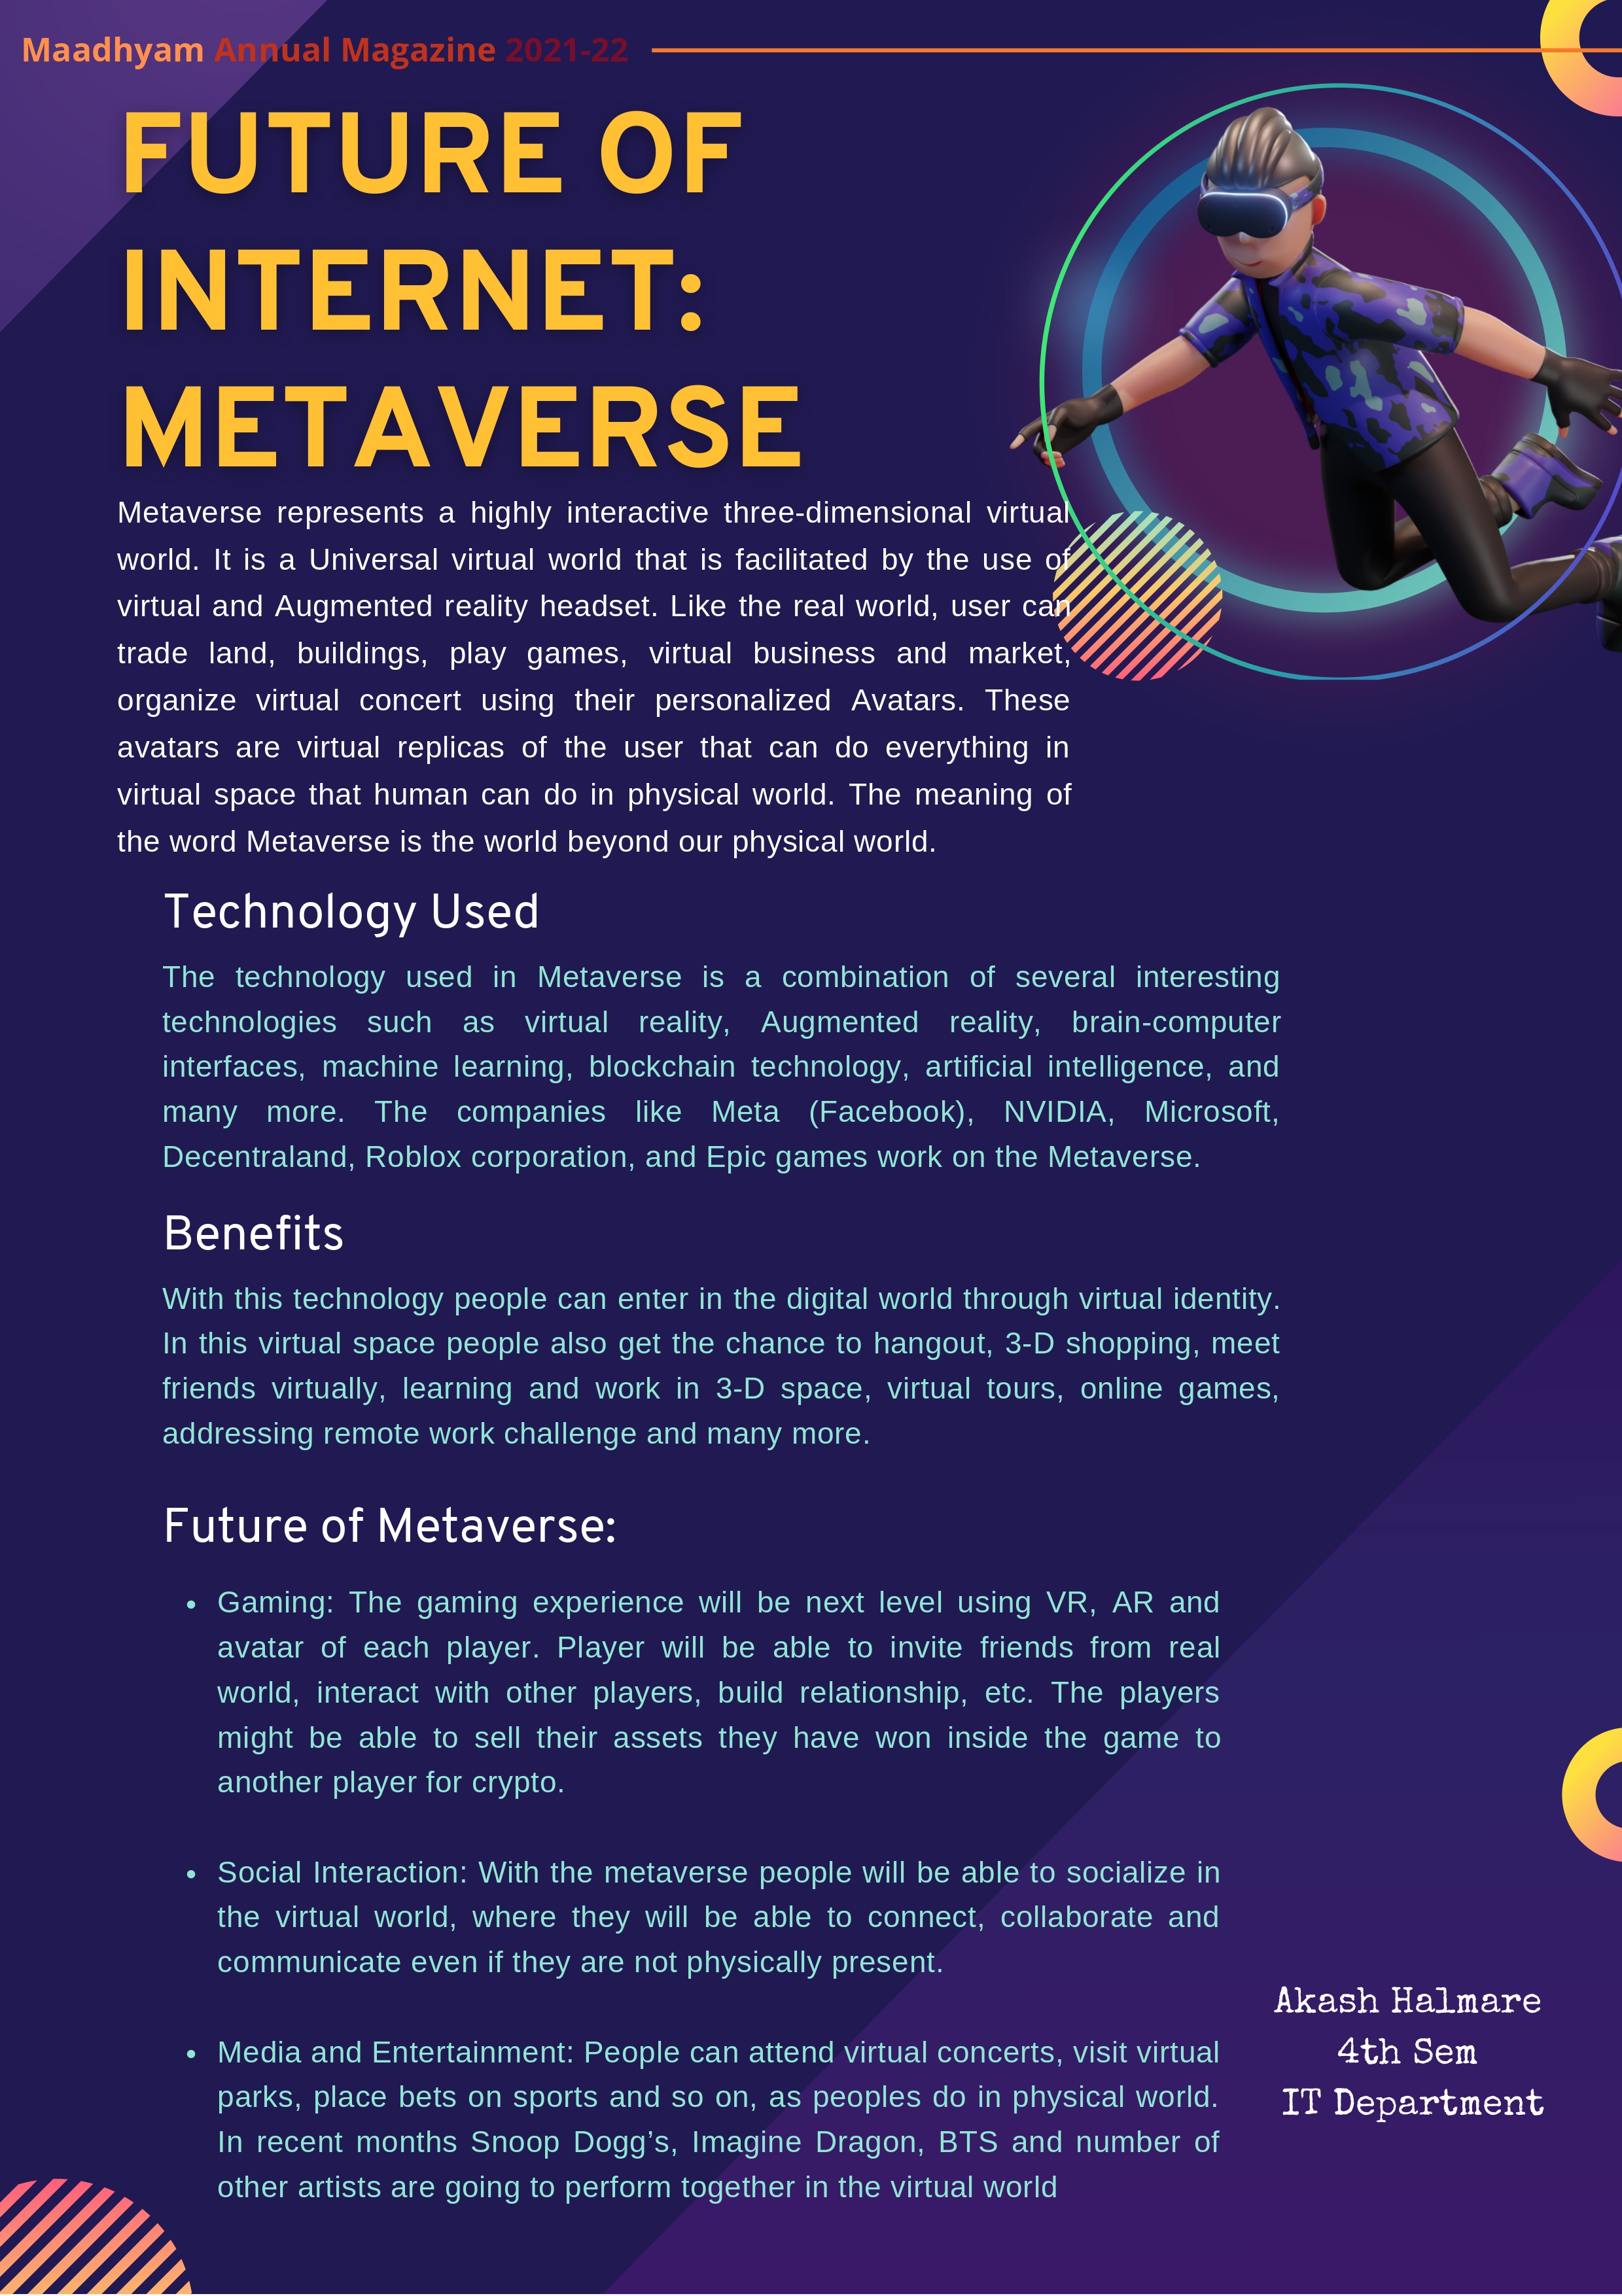 Maadhyam Annual Magazine 2021-22
FUTURE OF
INTERNET:
METAVERSE
Metaverse represents a highly interactive three-dimensional virtual
world. It is a Universal virtual world that is facilitated by the use of
virtual and Augmented reality headset. Like the real world, user can
trade land, buildings, play games, virtual business and market,
organize virtual concert using their personalized Avatars. These
avatars are virtual replicas of the user that can do everything in
virtual space that human can do in physical world. The meaning of
the word Metaverse is the world beyond our physical world.
Technology Used
The technology used in Metaverse is a combination of several interesting
technologies such as virtual reality, Augmented reality, brain-computer
interfaces, machine learning, blockchain technology, artificial intelligence, and
many more. The companies like Meta (Facebook), NVIDIA, Microsoft,
Decentraland, Roblox corporation, and Epic games work on the Metaverse.
Benefits
With this technology people can enter in the digital world through virtual identity.
In this virtual space people also get the chance to hangout, 3-D shopping, meet
friends virtually, learning and work in 3-D space, virtual tours, online games,
addressing remote work challenge and many more.
Future of Metaverse:
• Gaming: The gaming experience will be next level using VR, AR and
avatar of each player. Player will be able to invite friends from real
world, interact with other players, build relationship, etc. The players
might be able to sell their assets they have won inside the game to
another player for crypto.
• Social Interaction: With the metaverse people will be able to socialize in
the virtual world, where they will be able to connect, collaborate and
communicate even if they are not physically present.
• Media and Entertainment: People can attend virtual concerts, visit virtual
parks, place bets on sports and so on, as peoples do in physical world.
In recent months Snoop Dogg’s, Imagine Dragon, BTS and number of
other artists are going to perform together in the virtual world
Akash Halmare
4th Sem
IT Department